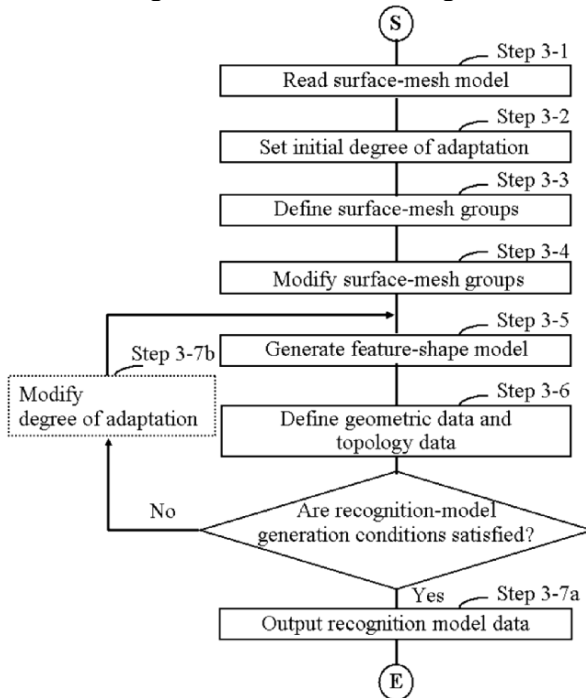 S
Step 3-1
Read surface-mesh model
Step 3-2
Set initial degree of adaptation
Step 3-3
Define surface-mesh groups
Step 3-4
Modify surface-mesh groups
Step 3-5
Generate feature-shape model
Step 3-7b
Modify
degree of adaptation
Step 3-6
Define geometric data and
topology data
Are recognition-model
generation conditions satisfied?
No
Yes
Step 3-7a
Output recognition model data
E